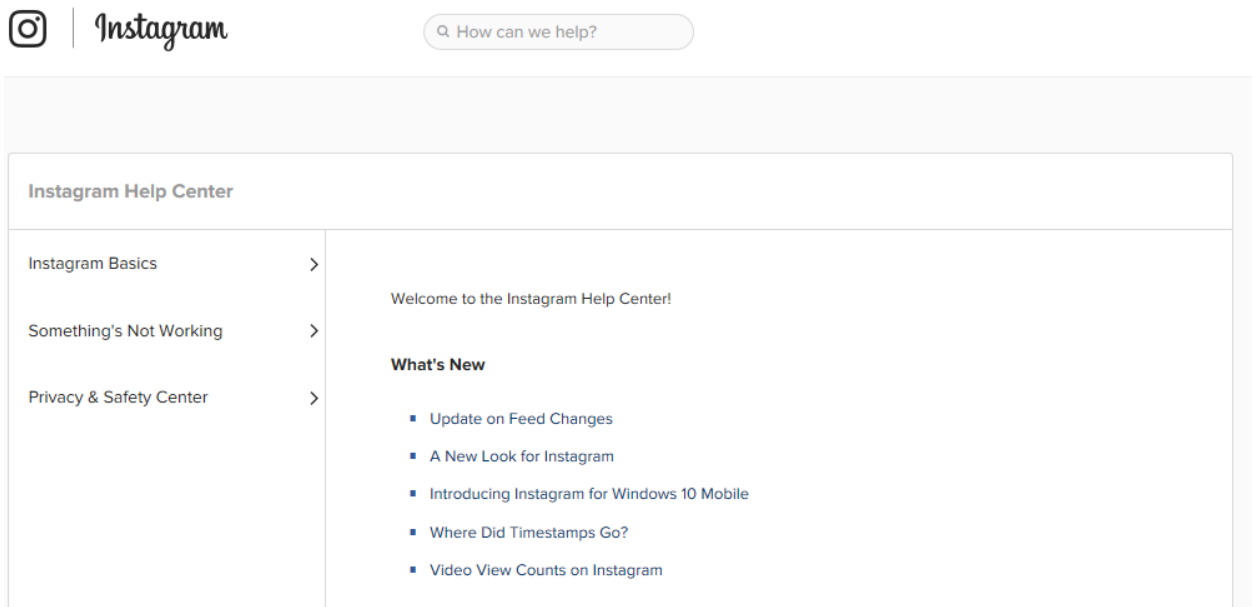 Instagram
How can we help?
Instagram Help Center
Instagram Basics
Something's Not Working
Privacy & Safety Center
Welcome to the Instagram Help Center!
What's New
Update on Feed Changes
A New Look for Instagram
Introducing Instagram for Windows 10 Mobile
Where Did Timestamps Go?
Video View Counts on Instagram